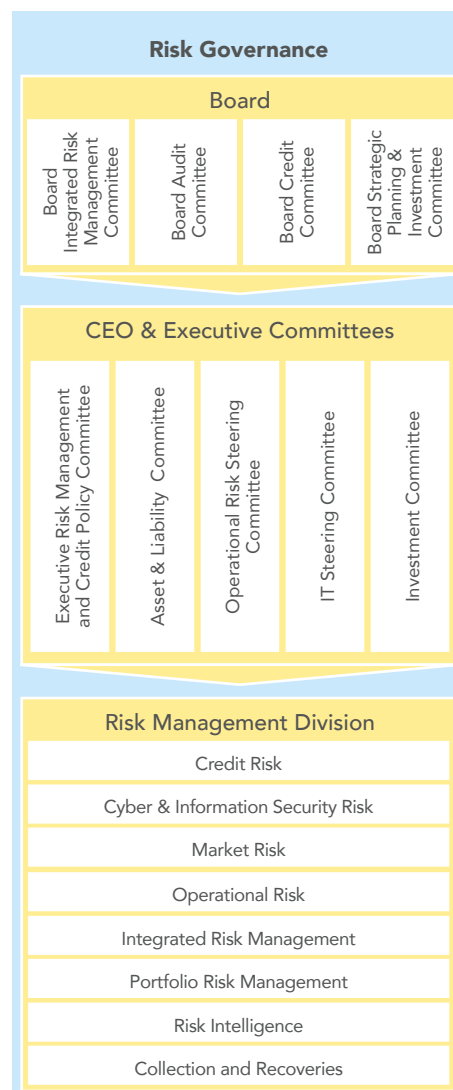 Risk Governance
Board
Board
Integrated Risk
Management
Committee
Board Audit
Committee
Board Credit
Committee
Board Strategic
Planning &
Investment
Committee
CEO & Executive Committees
Executive Risk Management
and Credit Policy Committee
Asset & Liability Committee
Operational Risk Steering
Committee
IT Steering Committee
Investment Committee
Risk Management Division
Credit Risk
Cyber & Information Security Risk
Market Risk
Operational Risk
Integrated Risk Management
Portfolio Risk Management
Risk Intelligence
Collection and Recoveries